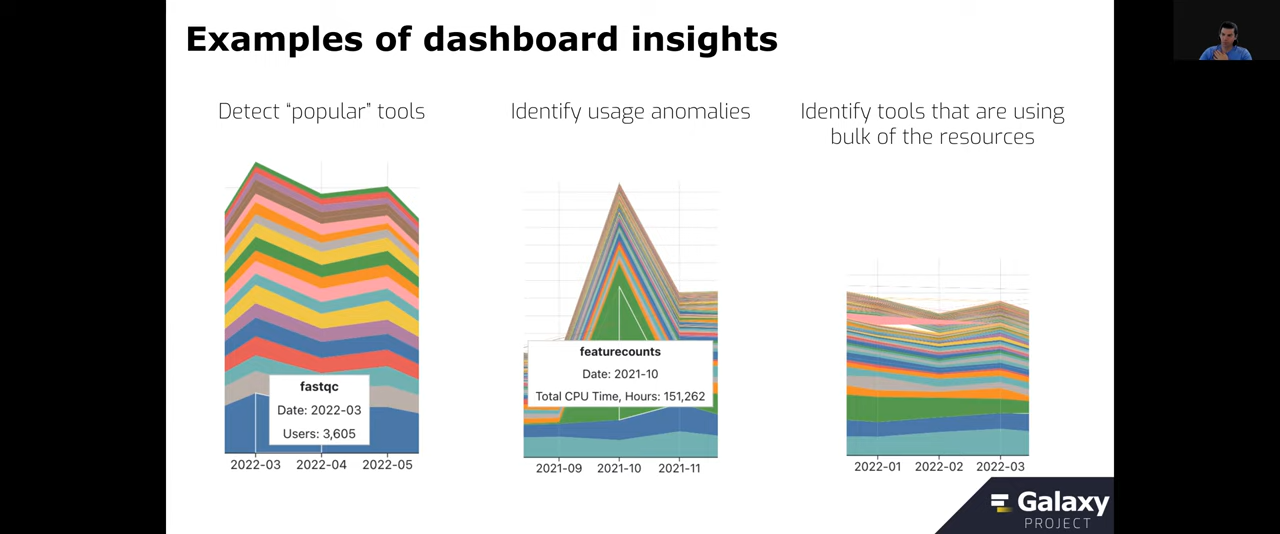 Examples of dashboard insights
Detect “popular” tools
Identify usage anomalies
Identify tools that are using
bulk of the resources
fastqc
Date: 2022-03
Users: 3,605
2022-03 2022-04 2022-05
featurecounts
Date: 2021-10
Total CPU Time, Hours: 151,262
2021-09 2021-10 2021-11
2022-01 2022-02 2022-03
Galaxy
PROJECT